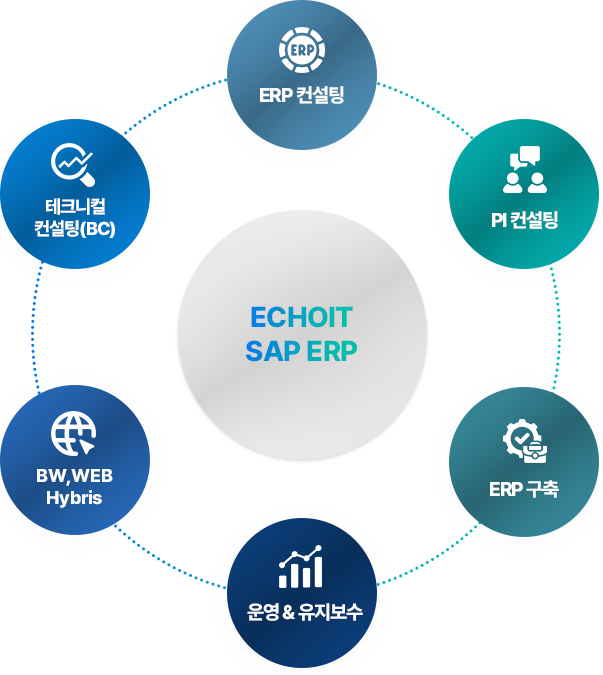 ERP
ERP 컨설팅
PI 컨설팅
ERP 구축
운영 & 유지보수
BW,WEB
Hybris
테크니컬
컨설팅(BC)
ECHOIT
SAP ERP